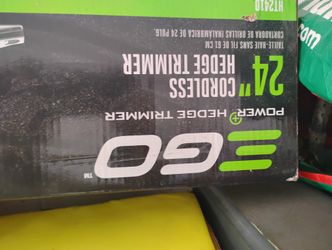 EGO™
POWER+ HEDGE TRIMMER
24" CORDLESS
HEDGE TRIMMER
TAILLE-HAIE SANS FIL DE 61 CM
CORTADORA DE ORILLAS INALÁMBRICA DE 24 PULG.
HT2410